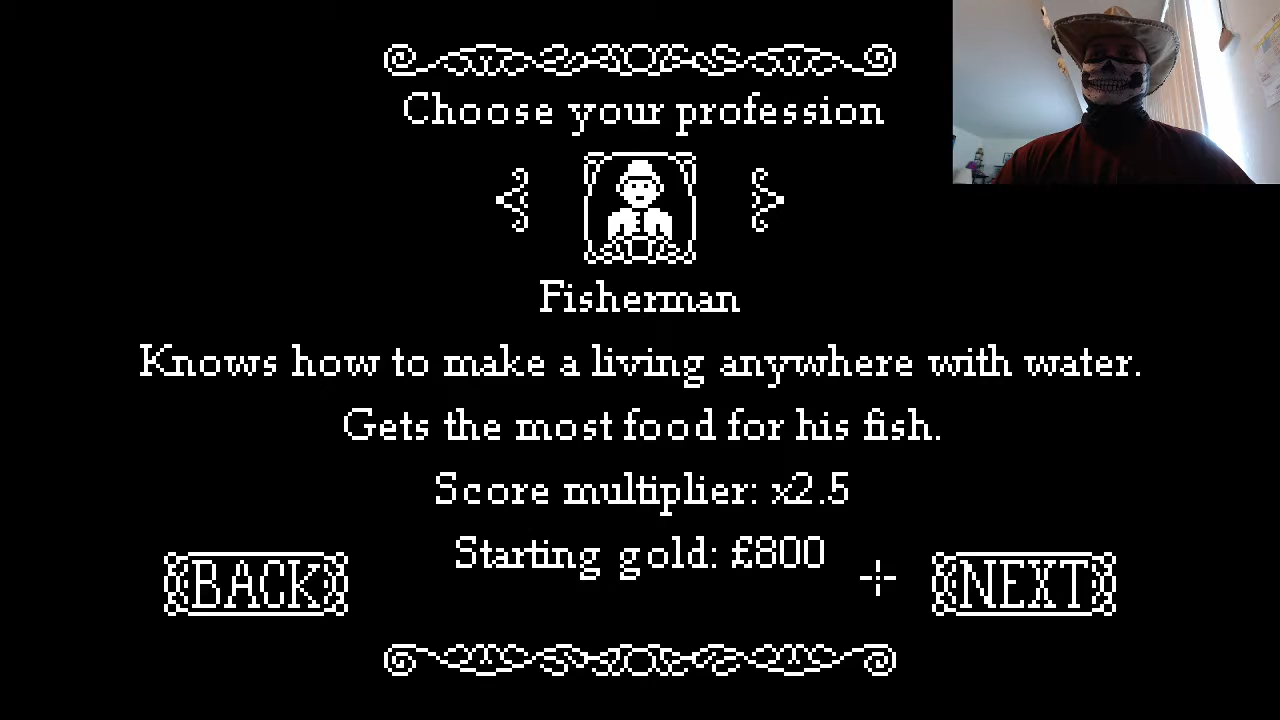 Choose your profession
Fisherman
Knows how to make a living anywhere with water.
Gets the most food for his fish.
Score multiplier: x2.5
Starting gold: £800
BACK
NEXT